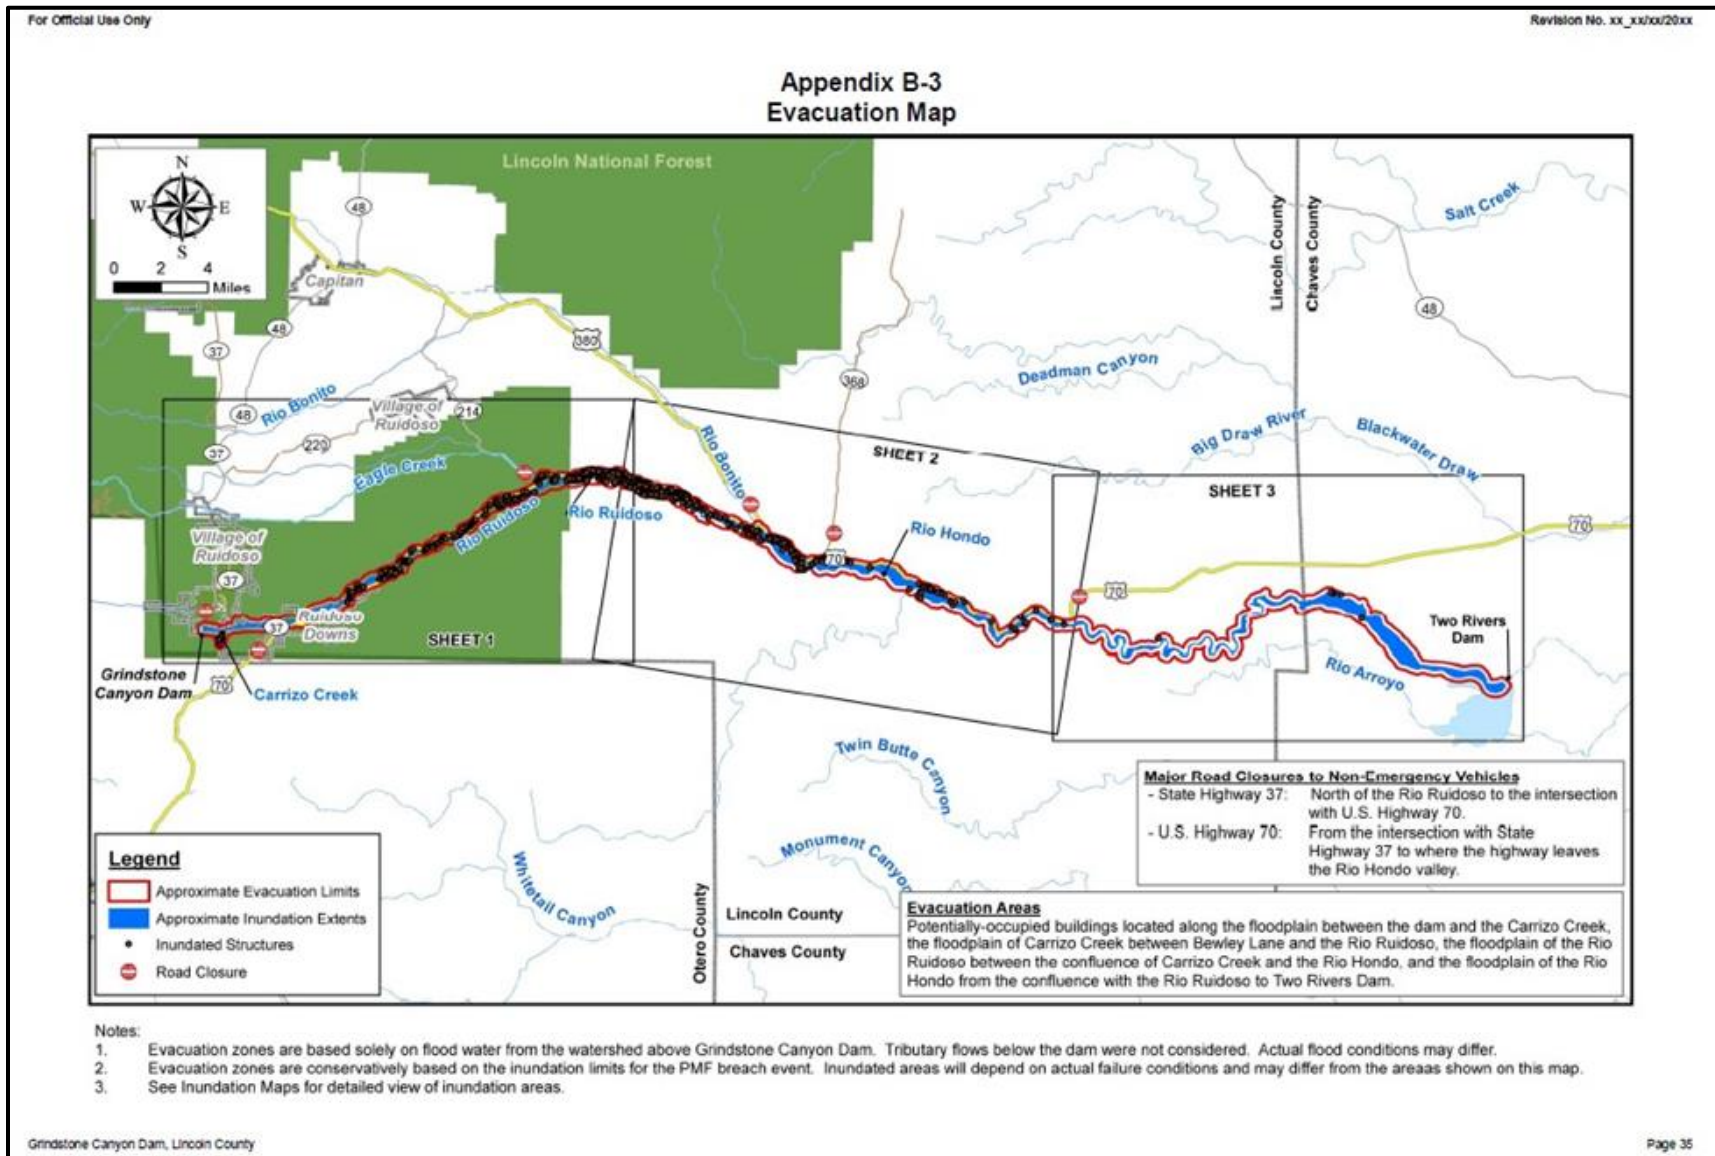 For Official Use Only
Revision No. xx_xx/xx/20xx
Appendix B-3
Evacuation Map
N
W
E
S
0 2 4
Miles
Lincoln National Forest
48
Capitan
48
37
380
48
Rio Bonito
Village of
Ruidoso
214
220
37
Eagle Creek
Village of
Ruidoso
37
Rio Ruidoso
Rio Ruidoso
37
Ruidoso
Downs
SHEET 1
Grindstone
Canyon Dam
70
Carrizo Creek
368
Rio Bonito
SHEET 2
70
Rio Hondo
Lincoln County
Chaves County
Salt Creek
48
Deadman Canyon
Big Draw River
Blackwater Draw
SHEET 3
70
70
Two Rivers
Dam
Rio Arroyo
Twin Butte Canyon
Monument Canyon
Whitetail Canyon
Otero County
Lincoln County
Chaves County
Major Road Closures to Non-Emergency Vehicles
- State Highway 37: North of the Rio Ruidoso to the intersection
with U.S. Highway 70.
- U.S. Highway 70: From the intersection with State
Highway 37 to where the highway leaves
the Rio Hondo valley.
Evacuation Areas
Potentially-occupied buildings located along the floodplain between the dam and the Carrizo Creek,
the floodplain of Carrizo Creek between Bewley Lane and the Rio Ruidoso, the floodplain of the Rio
Ruidoso between the confluence of Carrizo Creek and the Rio Hondo, and the floodplain of the Rio
Hondo from the confluence with the Rio Ruidoso to Two Rivers Dam.
Legend
Approximate Evacuation Limits
Approximate Inundation Extents
Inundated Structures
Road Closure
Notes:
1. Evacuation zones are based solely on flood water from the watershed above Grindstone Canyon Dam. Tributary flows below the dam were not considered. Actual flood conditions may differ.
2. Evacuation zones are conservatively based on the inundation limits for the PMF breach event. Inundated areas will depend on actual failure conditions and may differ from the areaas shown on this map.
3. See Inundation Maps for detailed view of inundation areas.
Grindstone Canyon Dam, Lincoln County
Page 35